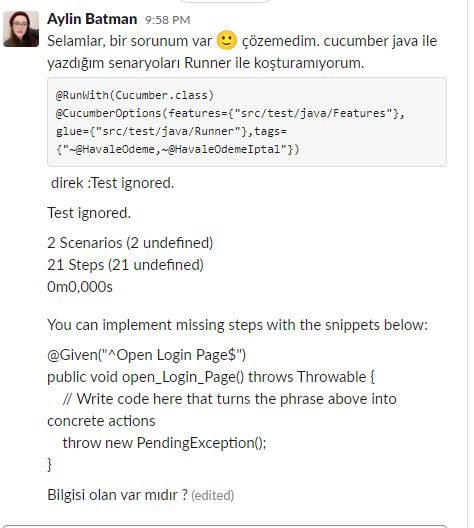 Aylin Batman 9:58 PM
Selamlar, bir sorunum var 🙂 çözemedim. cucumber java ile
yazdığım senaryoları Runner ile koşturamıyorum.
@RunWith(Cucumber.class)
@CucumberOptions(features={"src/test/java/Features"},
glue={"src/test/java/Runner"},tags=
{"~@HavaleOdeme,~@HavaleOdemeIptal"})
direk :Test ignored.
Test ignored.
2 Scenarios (2 undefined)
21 Steps (21 undefined)
0m0,000s
You can implement missing steps with the snippets below:
@Given("^Open Login Page$")
public void open_Login_Page() throws Throwable {
// Write code here that turns the phrase above into
concrete actions
throw new PendingException();
}
Bilgisi olan var mıdır ? (edited)